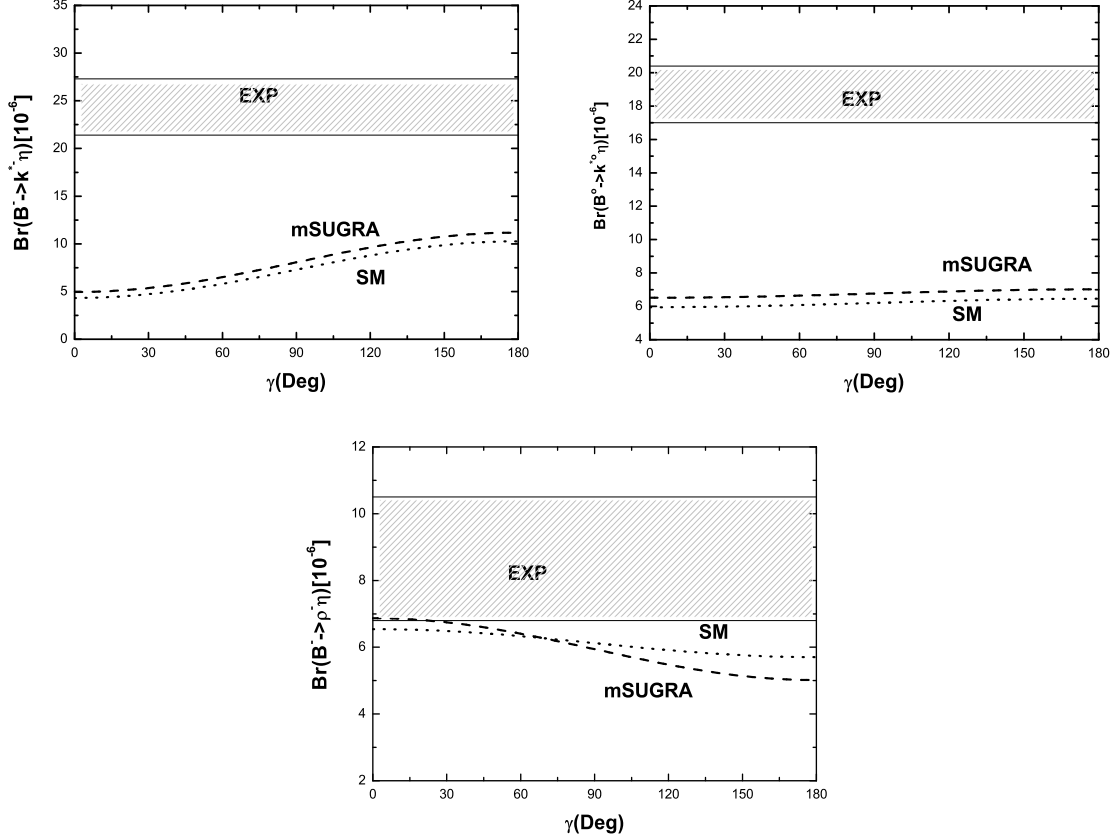 Br(B⁻->k*⁻η)[10⁻⁶]
35
30
25
20
15
10
5
0
EXP
mSUGRA
SM
0 30 60 90 120 150 180
γ(Deg)
Br(B⁰->k*⁰η)[10⁻⁶]
24
22
20
18
16
14
12
10
8
6
4
EXP
mSUGRA
SM
0 30 60 90 120 150 180
γ(Deg)
Br(B⁻->ρ⁻η)[10⁻⁶]
12
10
8
6
4
2
EXP
SM
mSUGRA
0 30 60 90 120 150 180
γ(Deg)